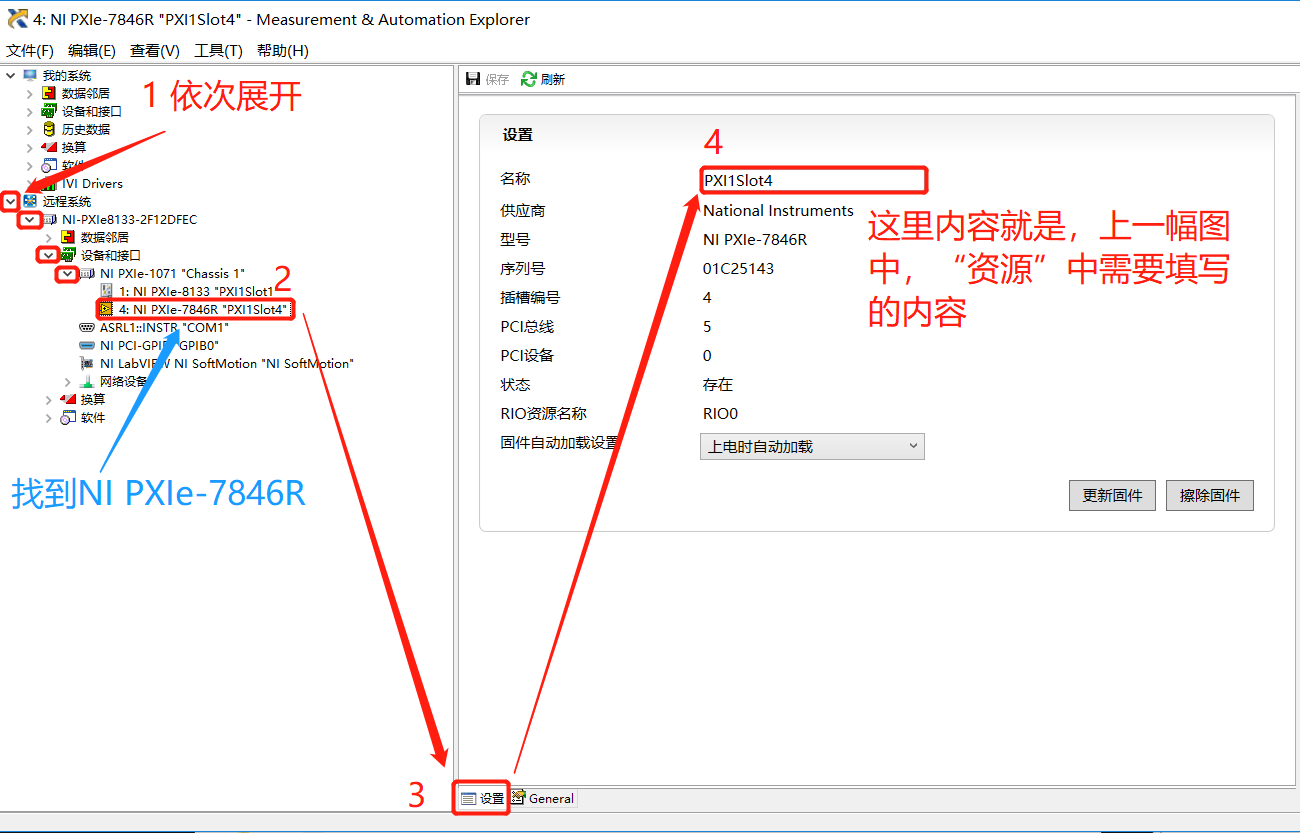 4: NI PXIe-7846R "PXI1Slot4" - Measurement & Automation Explorer
文件(F) 编辑(E) 查看(V) 工具(T) 帮助(H)
我的系统
数据邻居
设备和接口
历史数据
换算
软件
IVI Drivers
远程系统
NI-PXIe8133-2F12DFEC
数据邻居
设备和接口
NI PXIe-1071 "Chassis 1"
1: NI PXIe-8133 "PXI1Slot1
4: NI PXIe-7846R "PXI1Slot4"
ASRL1::INSTR "COM1"
NI PCI-GPIB "GPIB0"
NI LabVIEW NI SoftMotion "NI SoftMotion"
网络设备
换算
软件
1 依次展开
2
找到NI PXIe-7846R
3
保存 刷新
设置
4
名称 PXI1Slot4
供应商 National Instruments
型号 NI PXIe-7846R
序列号 01C25143
插槽编号 4
PCI总线 5
PCI设备 0
状态 存在
RIO资源名称 RIO0
固件自动加载设置 上电时自动加载
这里内容就是，上一幅图
中，“资源”中需要填写
的内容
更新固件 擦除固件
设置 General